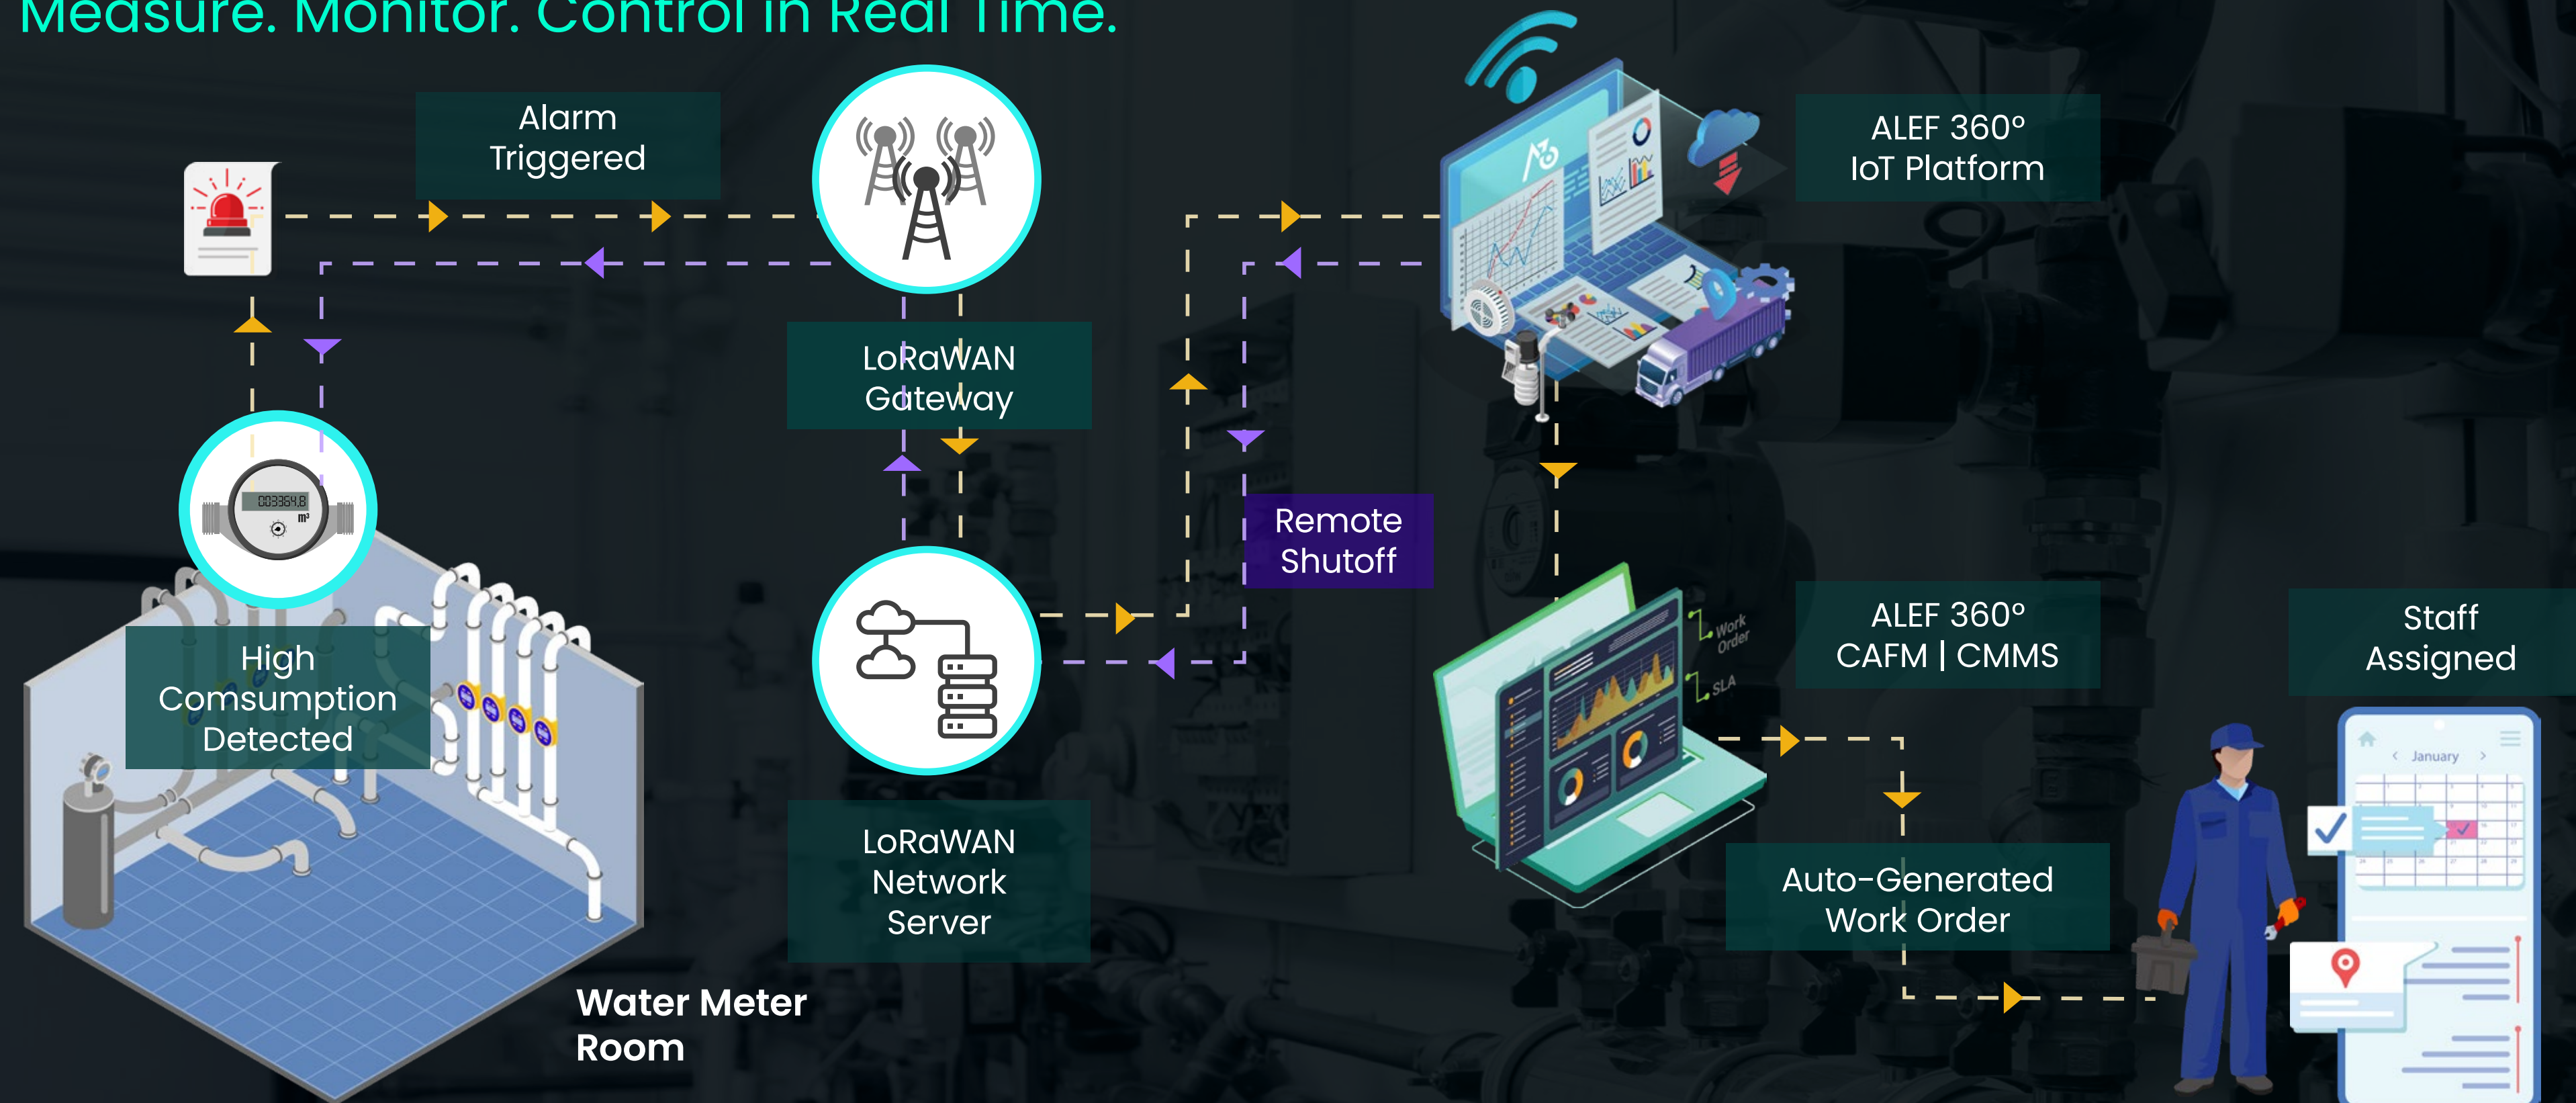 Measure. Monitor. Control in Real Time.
Alarm
Triggered
ALEF 360°
IoT Platform
LoRaWAN
Gateway
003364,8
m³
Remote
Shutoff
Work
Order
SLA
ALEF 360°
CAFM | CMMS
Staff
Assigned
High
Comsumption
Detected
January
LoRaWAN
Network
Server
Auto-Generated
Work Order
Water Meter
Room